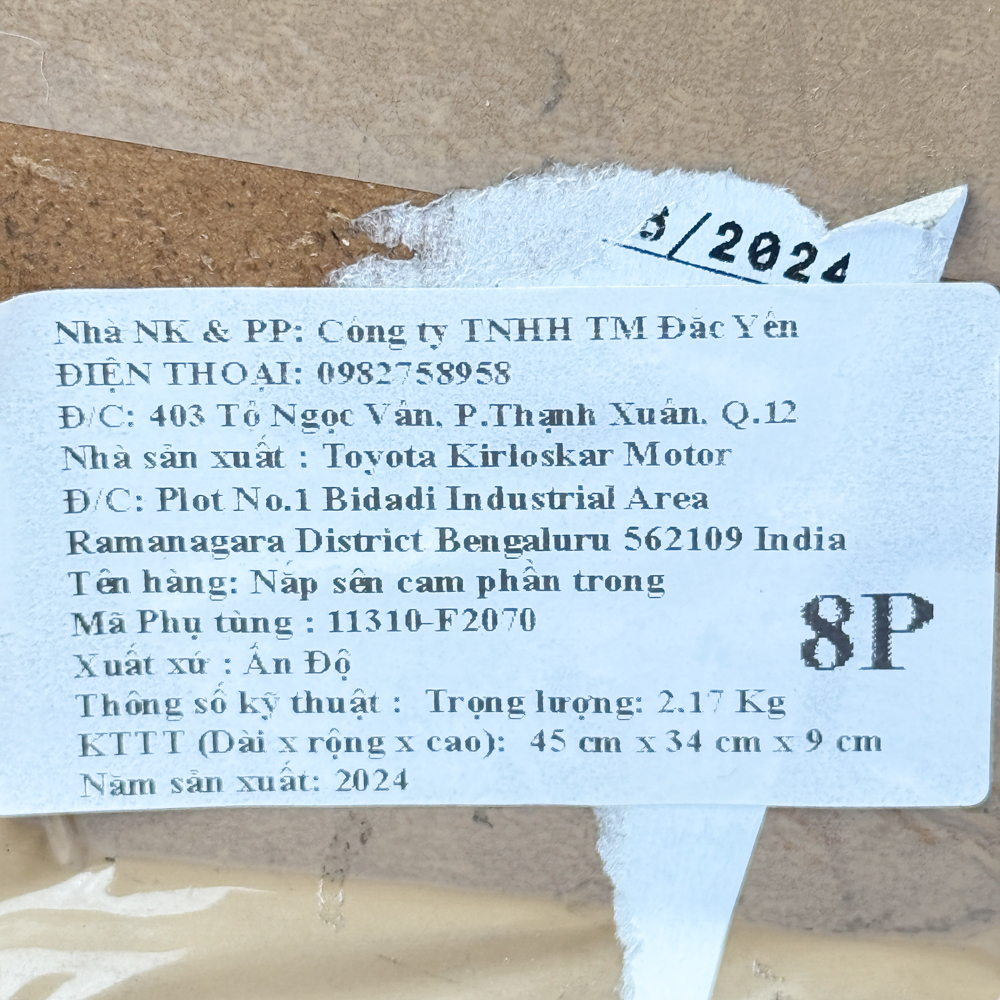 /2024
Nhà NK & PP: Công ty TNHH TM Đăc Yên
ĐIỆN THOẠI: 0982758958
Đ/C: 403 Tô Ngọc Vân, P.Thạnh Xuân, Q.12
Nhà sản xuất : Toyota Kirloskar Motor
Đ/C: Plot No.1 Bidadi Industrial Area
Ramanagara District Bengaluru 562109 India
Tên hàng: Nắp sên cam phần trong
Mã Phụ tùng : 11310-F2070
8P
Xuất xứ : Ấn Độ
Thông số kỹ thuật : Trọng lượng: 2.17 Kg
KTTT (Dài x rộng x cao): 45 cm x 34 cm x 9 cm
Năm sản xuất: 2024